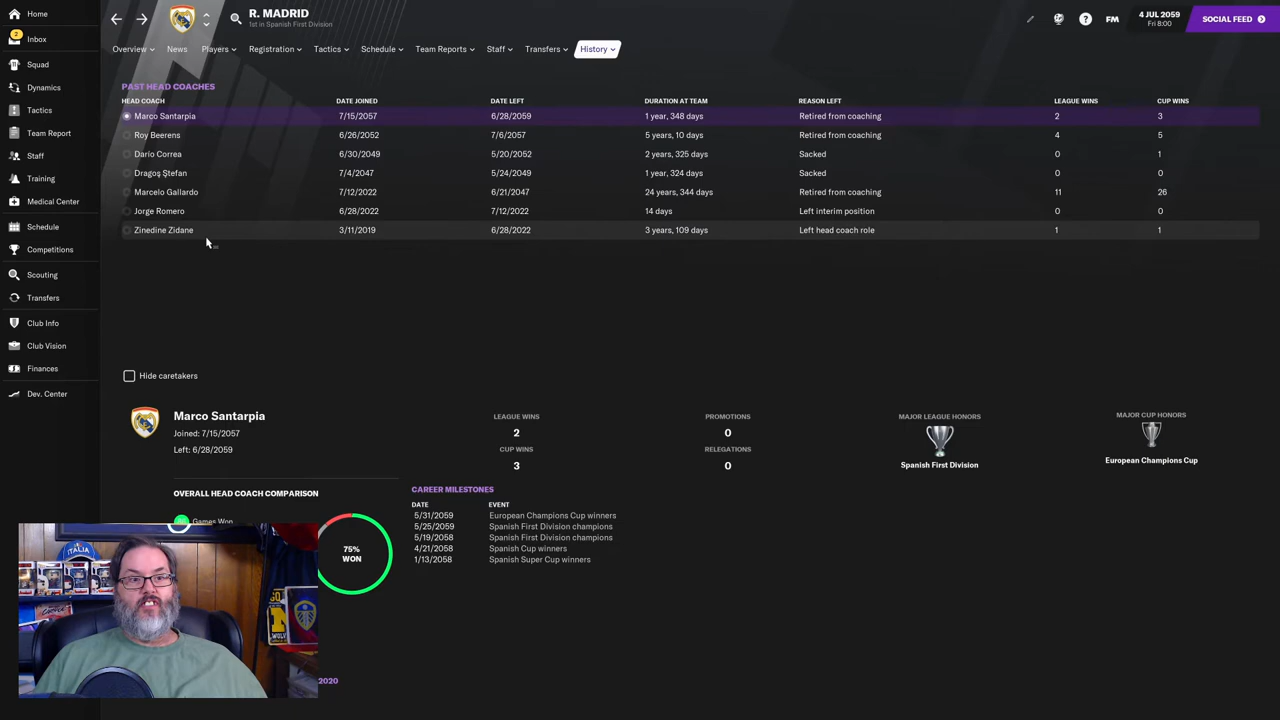 Home
Inbox
2
Squad
Dynamics
Tactics
Team Report
Staff
Training
Medical Center
Schedule
Competitions
Scouting
Transfers
Club Info
Club Vision
Finances
Dev. Center
R. MADRID
1st in Spanish First Division
FM
4 JUL 2059
Fri 8:00
SOCIAL FEED
Overview News Players Registration Tactics Schedule Team Reports Staff Transfers History
PAST HEAD COACHES
HEAD COACH DATE JOINED DATE LEFT DURATION AT TEAM REASON LEFT LEAGUE WINS CUP WINS
Marco Santarpia 7/15/2057 6/28/2059 1 year, 348 days Retired from coaching 2 3
Roy Beerens 6/26/2052 7/6/2057 5 years, 10 days Retired from coaching 4 5
Darío Correa 6/30/2049 5/20/2052 2 years, 325 days Sacked 0 1
Dragoş Ştefan 7/4/2047 5/24/2049 1 year, 324 days Sacked 0 0
Marcelo Gallardo 7/12/2022 6/21/2047 24 years, 344 days Retired from coaching 11 26
Jorge Romero 6/28/2022 7/12/2022 14 days Left interim position 0 0
Zinedine Zidane 3/11/2019 6/28/2022 3 years, 109 days Left head coach role 1 1
Hide caretakers
Marco Santarpia
Joined: 7/15/2057
Left: 6/28/2059
LEAGUE WINS
2
CUP WINS
3
PROMOTIONS
0
RELEGATIONS
0
MAJOR LEAGUE HONORS
Spanish First Division
MAJOR CUP HONORS
European Champions Cup
OVERALL HEAD COACH COMPARISON
Games Won
75%
WON
CAREER MILESTONES
DATE EVENT
5/31/2059 European Champions Cup winners
5/25/2059 Spanish First Division champions
5/19/2058 Spanish First Division champions
4/21/2058 Spanish Cup winners
1/13/2058 Spanish Super Cup winners
ITALIA
2020